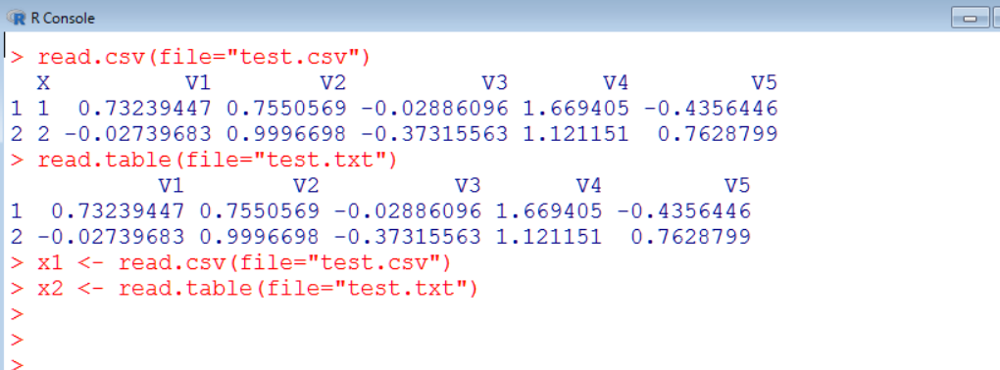 R Console
> read.csv(file="test.csv")
  X          V1        V2          V3       V4         V5
1 1  0.73239447 0.7550569 -0.02886096 1.669405 -0.4356446
2 2 -0.02739683 0.9996698 -0.37315563 1.121151  0.7628799
> read.table(file="test.txt")
           V1        V2          V3       V4         V5
1  0.73239447 0.7550569 -0.02886096 1.669405 -0.4356446
2 -0.02739683 0.9996698 -0.37315563 1.121151  0.7628799
> x1 <- read.csv(file="test.csv")
> x2 <- read.table(file="test.txt")
>
>
>